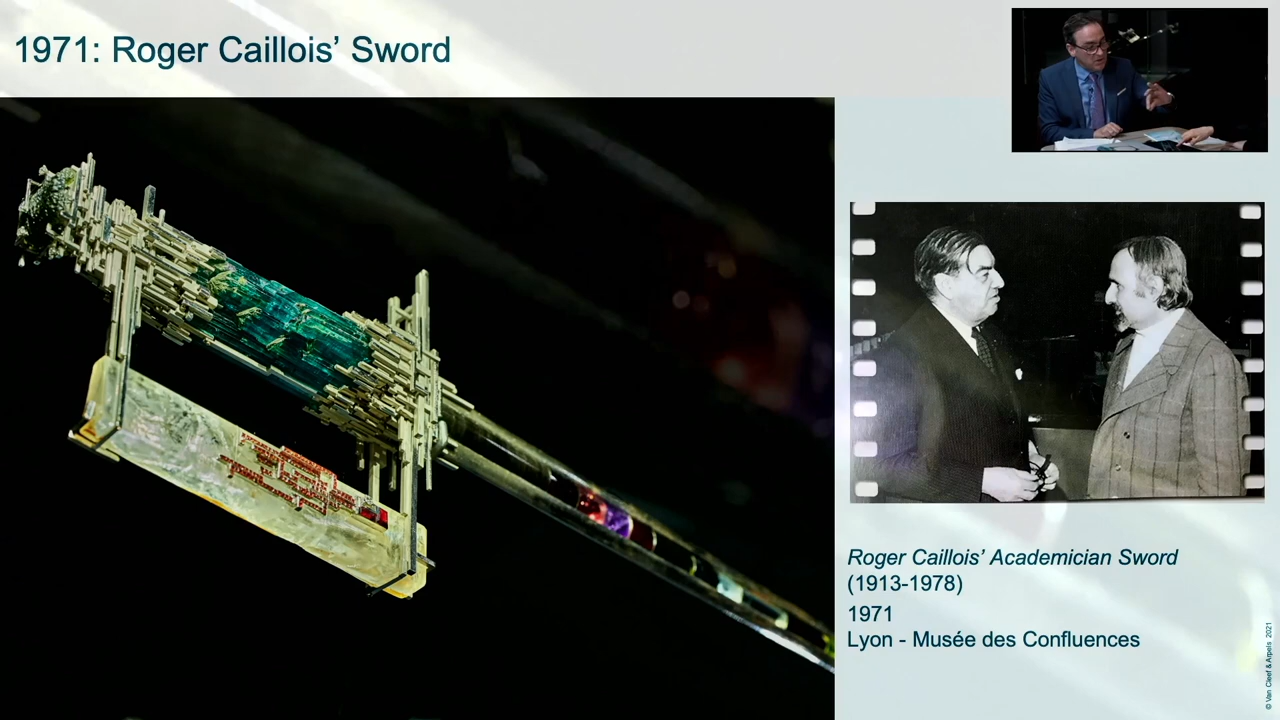 1971: Roger Caillois’ Sword
Roger Caillois’ Academician Sword
(1913-1978)
1971
Lyon - Musée des Confluences
© Van Cleef & Arpels 2021